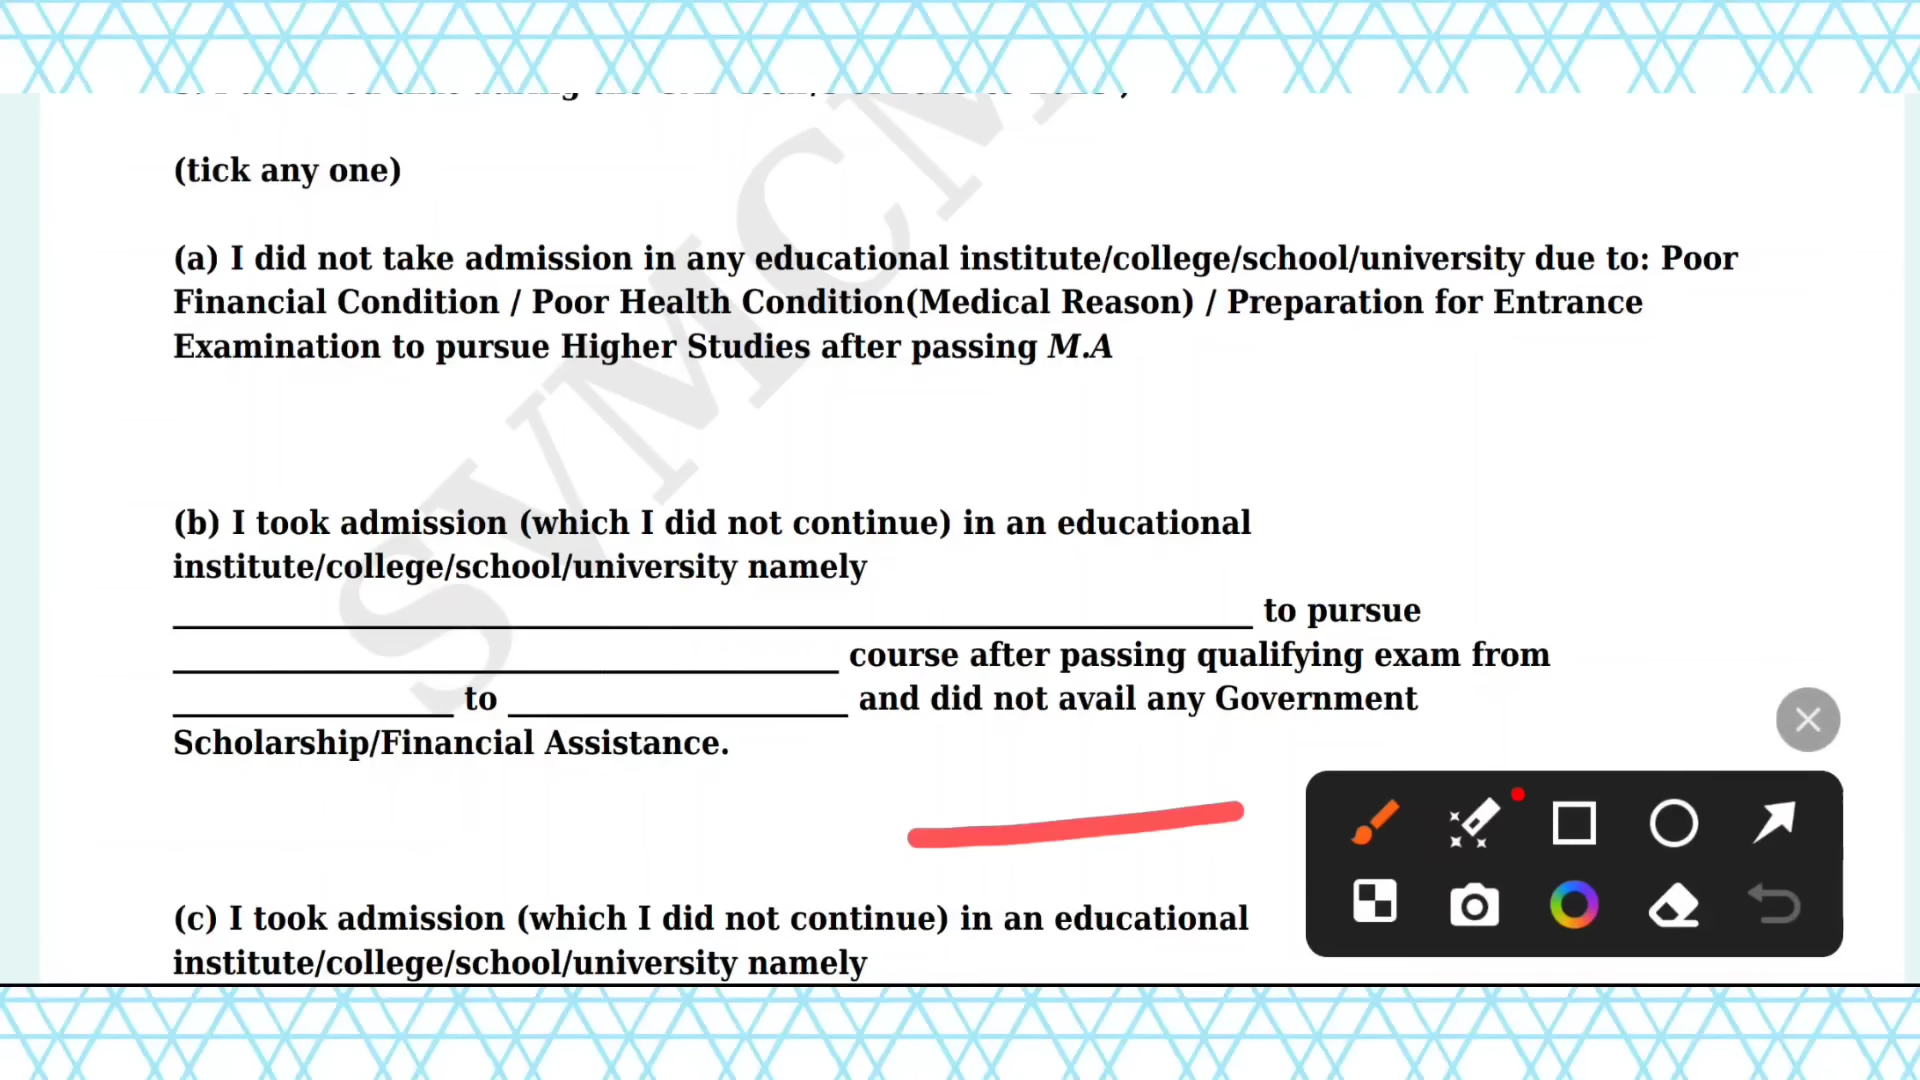 (tick any one)
(a) I did not take admission in any educational institute/college/school/university due to: Poor
Financial Condition / Poor Health Condition(Medical Reason) / Preparation for Entrance
Examination to pursue Higher Studies after passing M.A
(b) I took admission (which I did not continue) in an educational
institute/college/school/university namely
to pursue
course after passing qualifying exam from
to and did not avail any Government
Scholarship/Financial Assistance.
(c) I took admission (which I did not continue) in an educational
institute/college/school/university namely
SVMCM